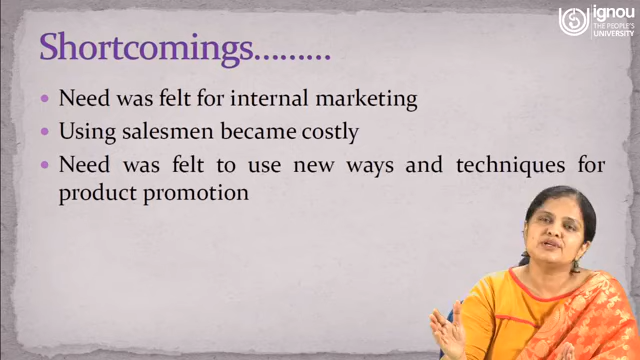 ignou
THE PEOPLE'S
UNIVERSITY
Shortcomings.........
Need was felt for internal marketing
Using salesmen became costly
Need was felt to use new ways and techniques for
product promotion